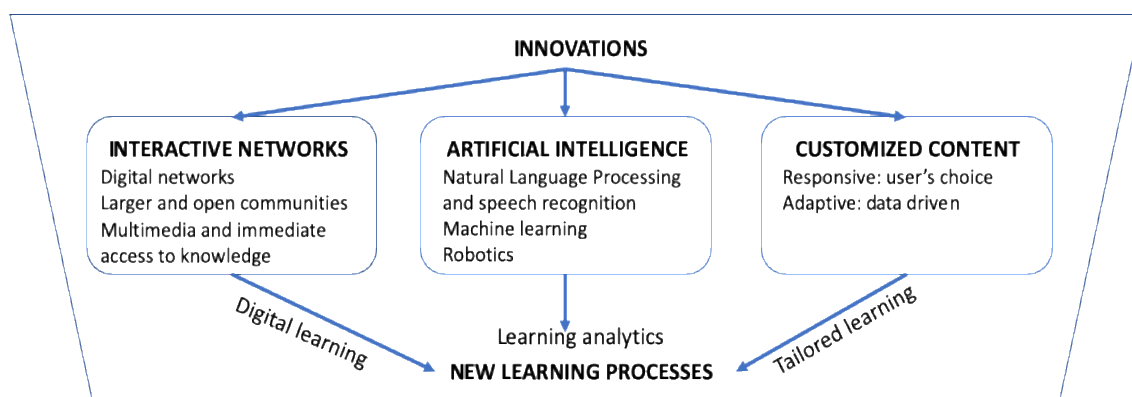 INNOVATIONS
INTERACTIVE NETWORKS
Digital networks
Larger and open communities
Multimedia and immediate
access to knowledge
ARTIFICIAL INTELLIGENCE
Natural Language Processing
and speech recognition
Machine learning
Robotics
CUSTOMIZED CONTENT
Responsive: user's choice
Adaptive: data driven
Digital learning
Learning analytics
Tailored learning
NEW LEARNING PROCESSES